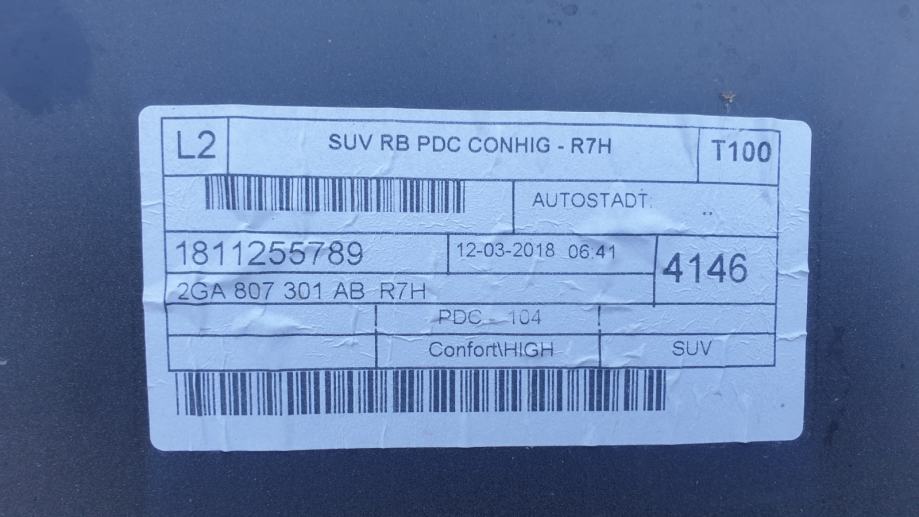 L2 SUV RB PDC CONHIG - R7H T100
AUTOSTADT: ..
1811255789 12-03-2018 06:41 4146
2GA 807 301 AB R7H
PDC - 104
Confort\HIGH SUV